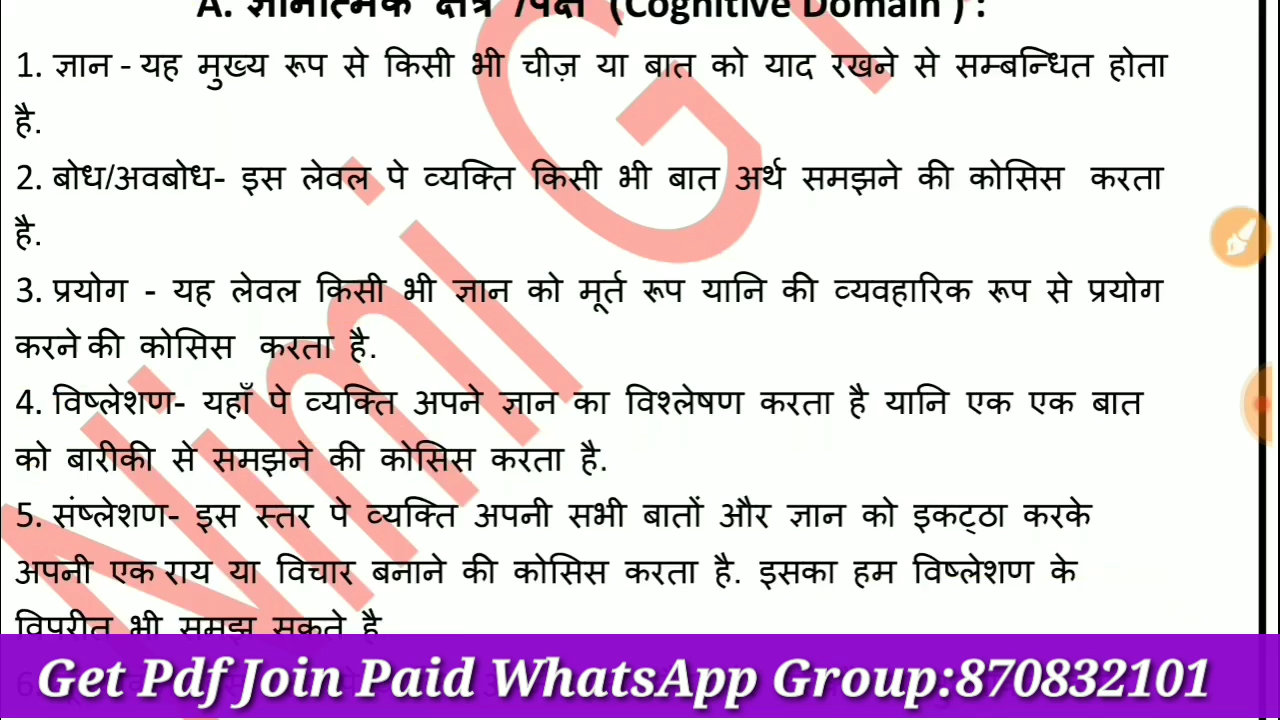 A. ज्ञानात्मक क्षेत्र /पक्ष (Cognitive Domain ) :
1. ज्ञान - यह मुख्य रूप से किसी भी चीज़ या बात को याद रखने से सम्बन्धित होता
है.
2. बोध/अवबोध- इस लेवल पे व्यक्ति किसी भी बात अर्थ समझने की कोसिस करता
है.
3. प्रयोग - यह लेवल किसी भी ज्ञान को मूर्त रूप यानि की व्यवहारिक रूप से प्रयोग
करने की कोसिस करता है.
4. विष्लेशण- यहाँ पे व्यक्ति अपने ज्ञान का विश्लेषण करता है यानि एक एक बात
को बारीकी से समझने की कोसिस करता है.
5. संष्लेशण- इस स्तर पे व्यक्ति अपनी सभी बातों और ज्ञान को इकट्ठा करके
अपनी एक राय या विचार बनाने की कोसिस करता है. इसका हम विष्लेशण के
विपरीत भी समझ सकते है
Get Pdf Join Paid WhatsApp Group:870832101
Nimi G